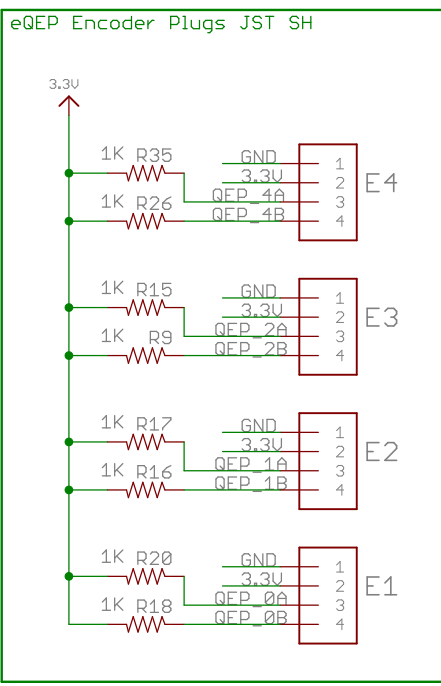 eQEP Encoder Plugs JST SH
3.3V
1K R35
1K R26
GND
3.3V
QEP_4A
QEP_4B
1
2
3
4
E4
1K R15
1K R9
GND
3.3V
QEP_2A
QEP_2B
1
2
3
4
E3
1K R17
1K R16
GND
3.3V
QEP_1A
QEP_1B
1
2
3
4
E2
1K R20
1K R18
GND
3.3V
QEP_0A
QEP_0B
1
2
3
4
E1